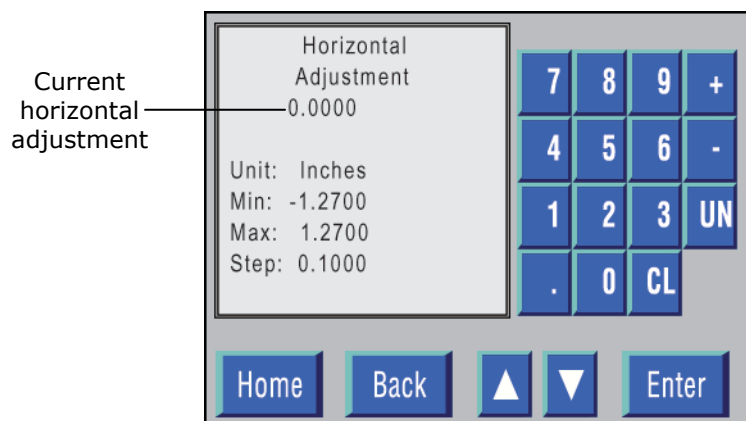 Horizontal
Adjustment
0.0000
Current
horizontal
adjustment
Unit: Inches
Min: -1.2700
Max: 1.2700
Step: 0.1000
7 8 9 +
4 5 6 -
1 2 3 UN
. 0 CL
Home Back Enter